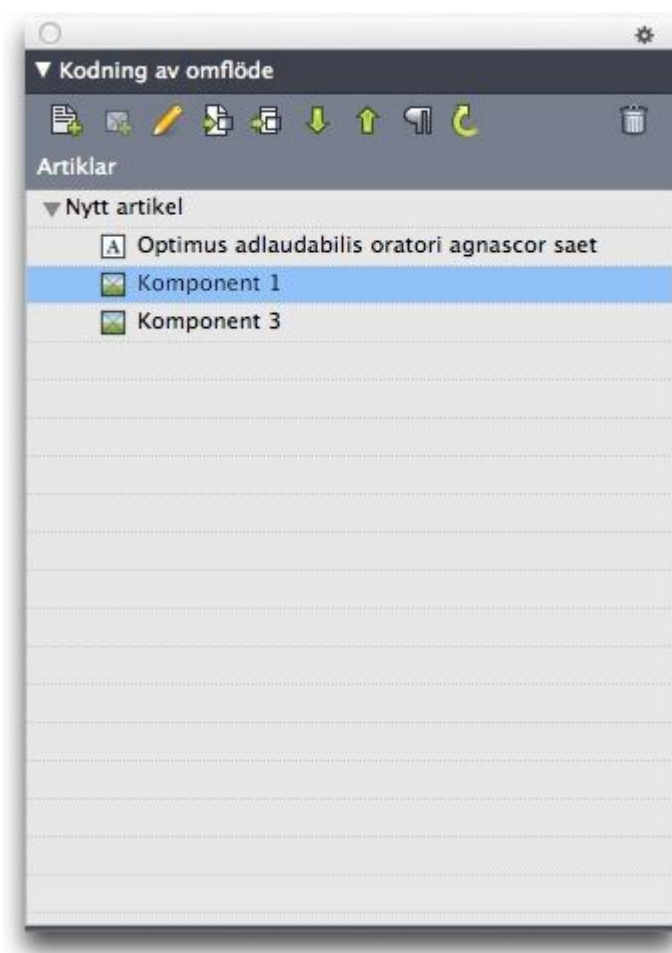 Kodning av omflöde
Artiklar
Nytt artikel
A Optimus adlaudabilis oratori agnascor saet
Komponent 1
Komponent 3